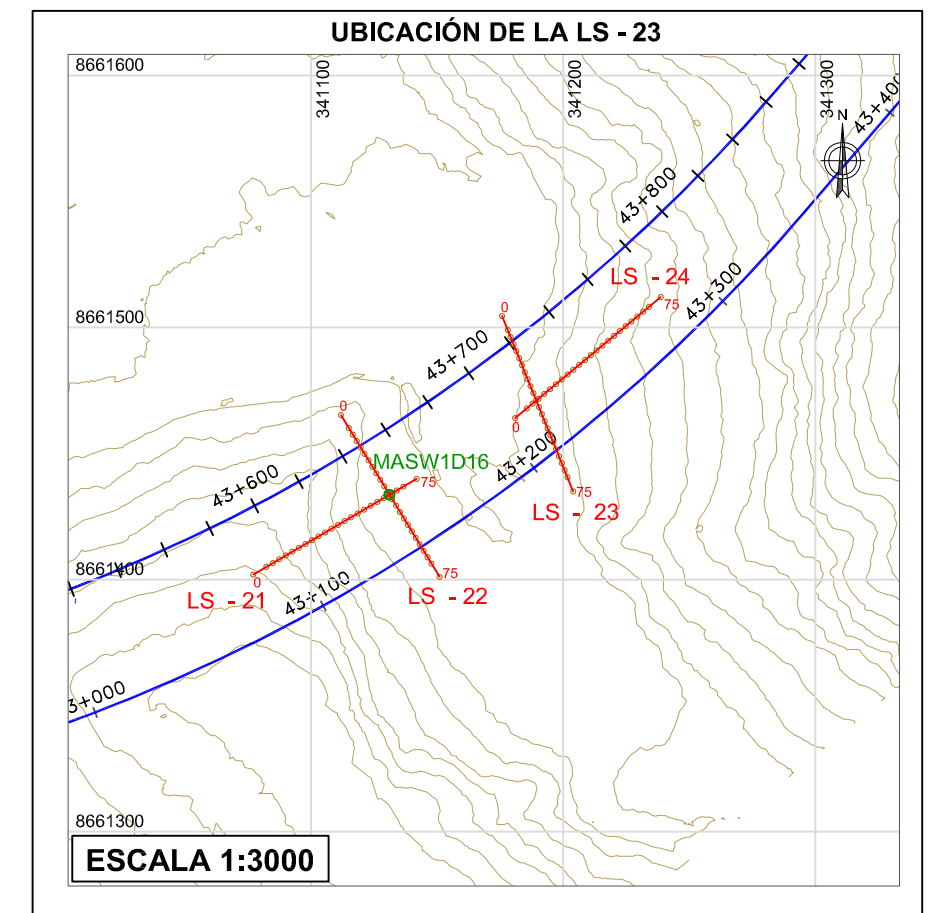 UBICACIÓN DE LA LS - 23
8661600
341100
341200
341300
43+400
N
43+800
LS - 24
0
75
43+300
8661500
43+700
0
0
43+200
MASW1D16
75
43+600
75
LS - 23
8661400
0
75
43+100
LS - 21
LS - 22
3+000
8661300
ESCALA 1:3000